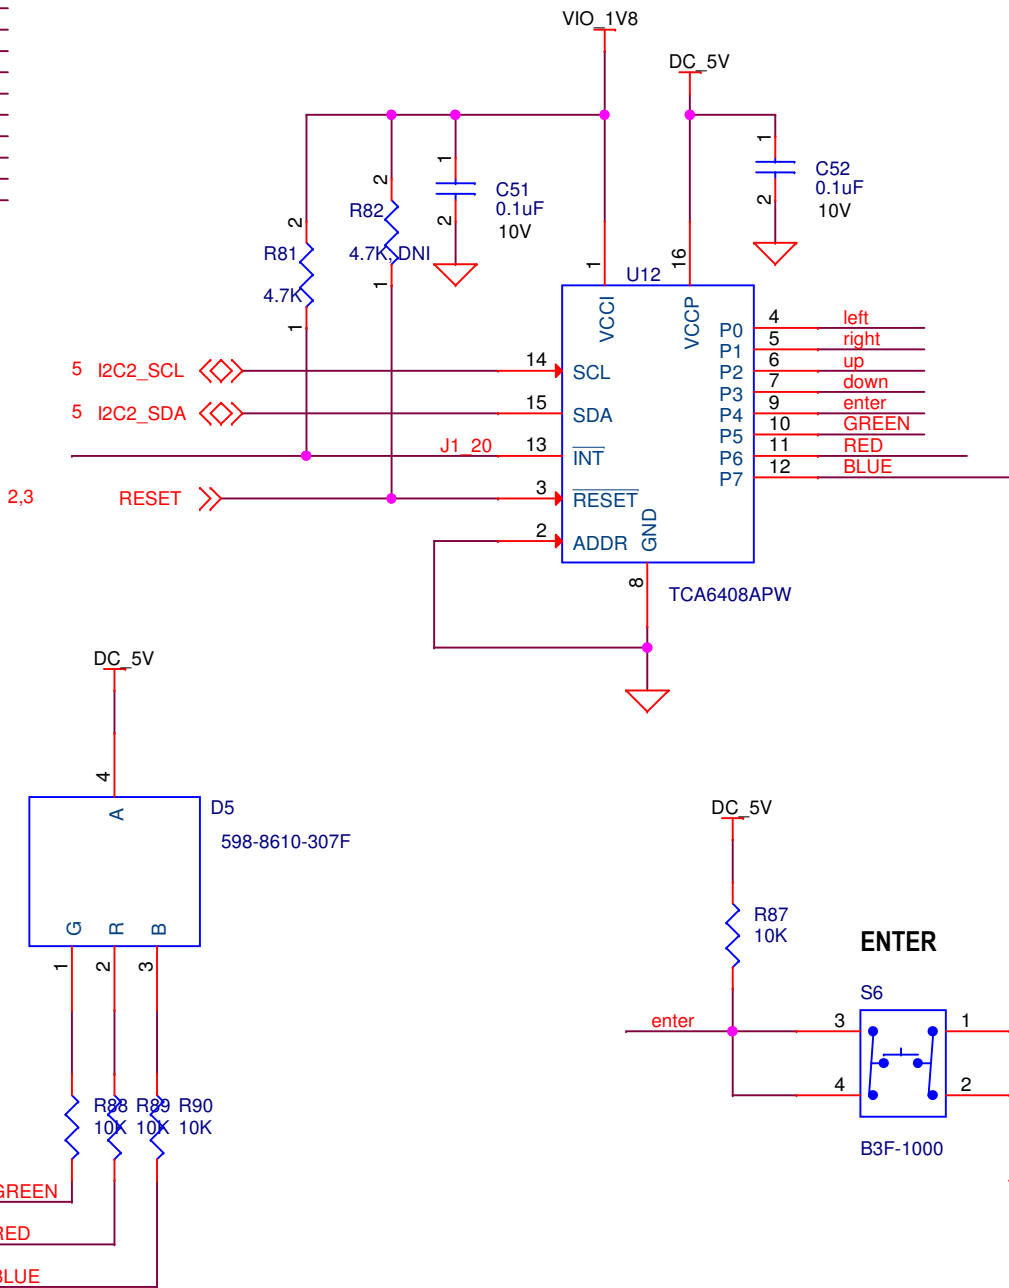 VIO_1V8
DC_5V
1
C52
0.1uF
10V
2
1
C51
0.1uF
10V
2
2
R82
4.7K, DNI
1
2
R81
4.7K
1
1
16
U12
VCCI
VCCP
P0 4 left
P1 5 right
P2 6 up
P3 7 down
P4 9 enter
P5 10 GREEN
P6 11 RED
P7 12 BLUE
5 I2C2_SCL 14 SCL
5 I2C2_SDA 15 SDA
J1_20 13 INT
2,3 RESET 3 RESET
2 ADDR
GND
8
TCA6408APW
DC_5V
4
A
D5
598-8610-307F
G R B
1 2 3
R88 R89 R90
10K 10K 10K
GREEN
RED
BLUE
DC_5V
R87
10K
ENTER
S6
enter 3 1
4 2
B3F-1000